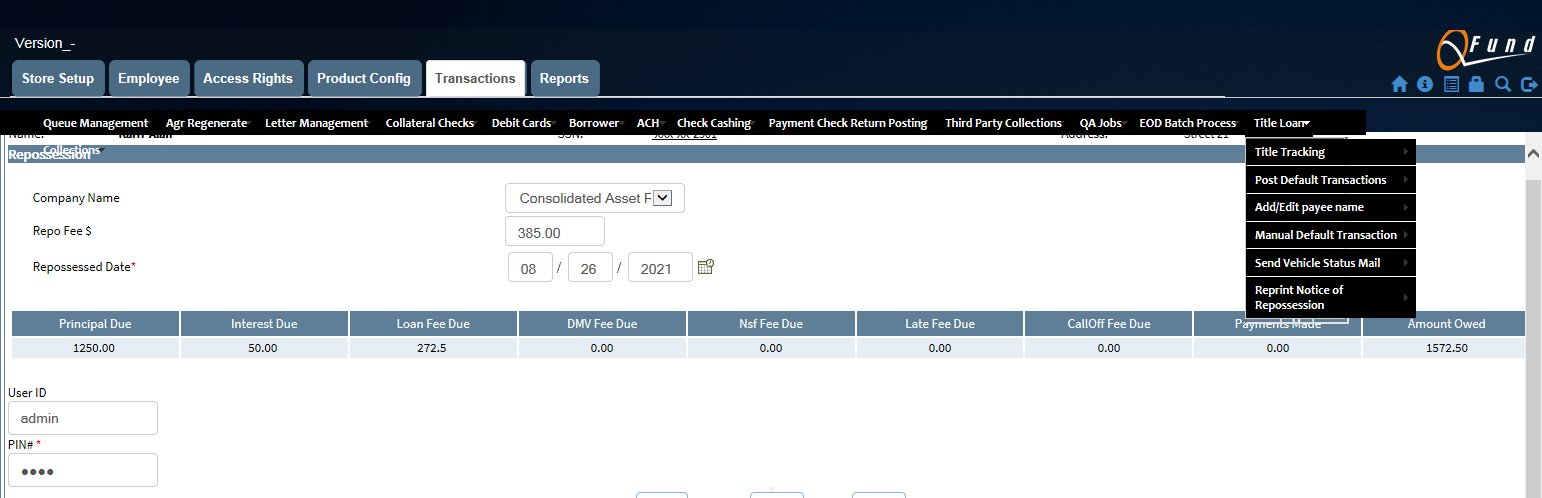 Version_-
QFund
Store Setup Employee Access Rights Product Config Transactions Reports
Queue Management Agr Regenerate Letter Management Collateral Checks Debit Cards Borrower ACH Check Cashing Payment Check Return Posting Third Party Collections QA Jobs EOD Batch Process Title Loan
Name: Karf Alan SSN: Address: Street 21
Collections
Repossession
Title Tracking
Post Default Transactions
Add/Edit payee name
Manual Default Transaction
Send Vehicle Status Mail
Reprint Notice of
Repossession
Company Name Consolidated Asset F
Repo Fee $ 385.00
Repossessed Date* 08 / 26 / 2021
Principal Due Interest Due Loan Fee Due DMV Fee Due Nsf Fee Due Late Fee Due CallOff Fee Due Payments Made Amount Owed
1250.00 50.00 272.5 0.00 0.00 0.00 0.00 0.00 1572.50
User ID
admin
PIN# *
●●●●